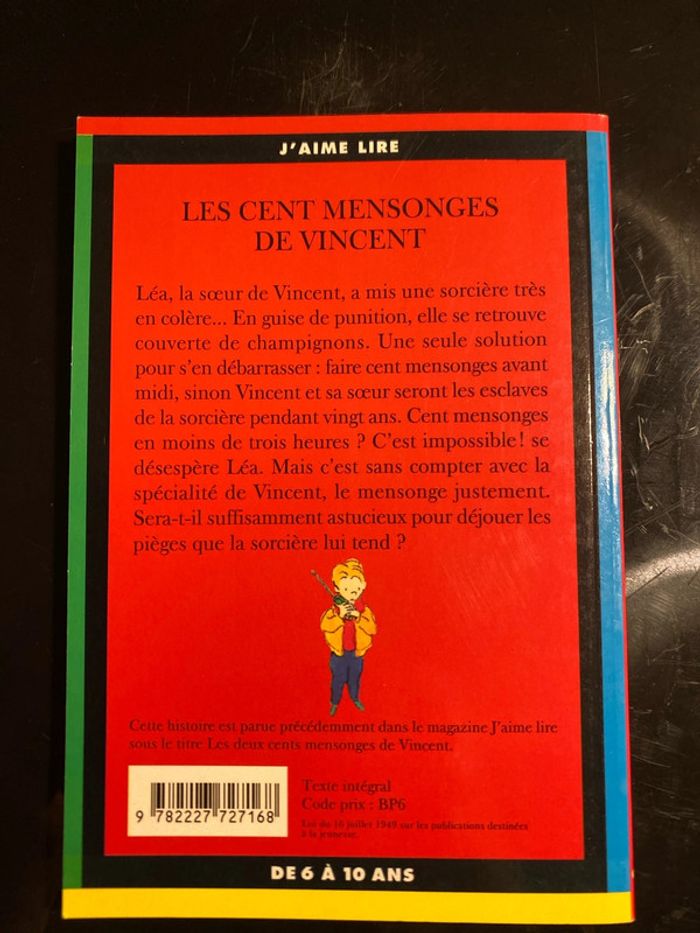 J'AIME LIRE
LES CENT MENSONGES
DE VINCENT
Léa, la sœur de Vincent, a mis une sorcière très
en colère... En guise de punition, elle se retrouve
couverte de champignons. Une seule solution
pour s'en débarrasser : faire cent mensonges avant
midi, sinon Vincent et sa sœur seront les esclaves
de la sorcière pendant vingt ans. Cent mensonges
en moins de trois heures ? C'est impossible! se
désespère Léa. Mais c'est sans compter avec la
spécialité de Vincent, le mensonge justement.
Sera-t-il suffisamment astucieux pour déjouer les
pièges que la sorcière lui tend ?
Cette histoire est parue précédemment dans le magazine J'aime lire
sous le titre Les deux cents mensonges de Vincent.
Texte intégral
Code prix : BP6
Loi du 16 juillet 1949 sur les publications destinées
à la jeunesse.
9 782227 727168
DE 6 À 10 ANS